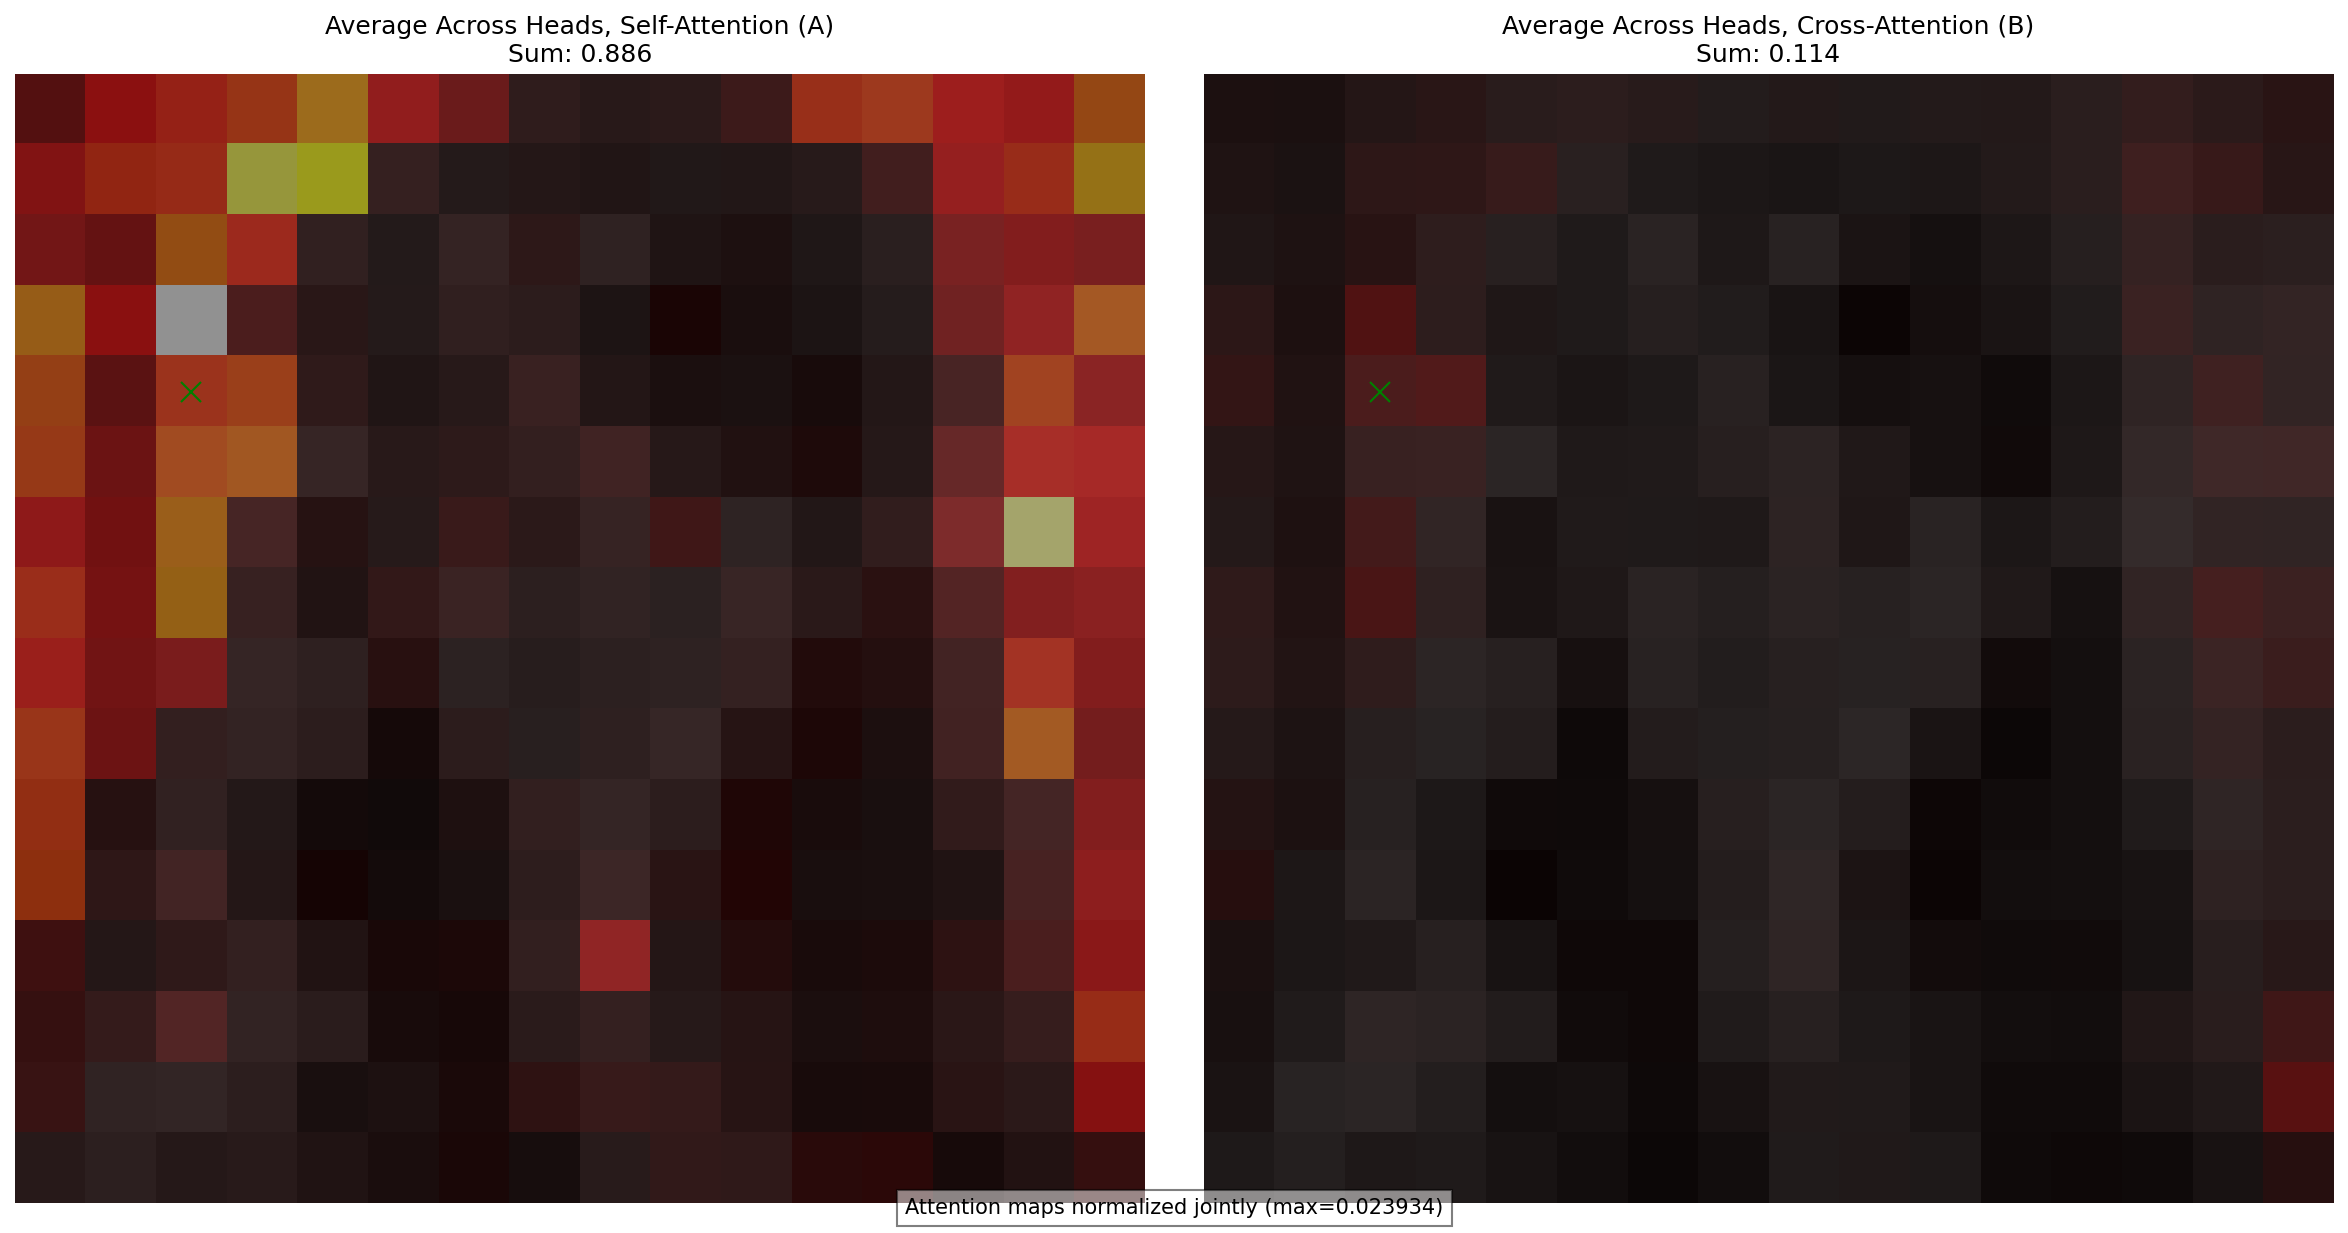 Average Across Heads, Self-Attention (A)
Sum: 0.886
Average Across Heads, Cross-Attention (B)
Sum: 0.114
Attention maps normalized jointly (max=0.023934)